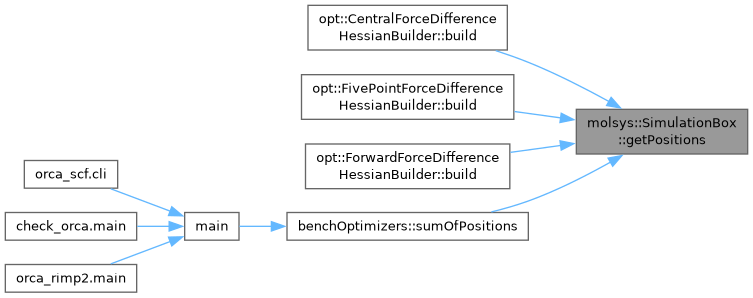 opt::CentralForceDifference
HessianBuilder::build
opt::FivePointForceDifference
HessianBuilder::build
molsys::SimulationBox
::getPositions
opt::ForwardForceDifference
HessianBuilder::build
orca_scf.cli
check_orca.main
main
benchOptimizers::sumOfPositions
orca_rimp2.main